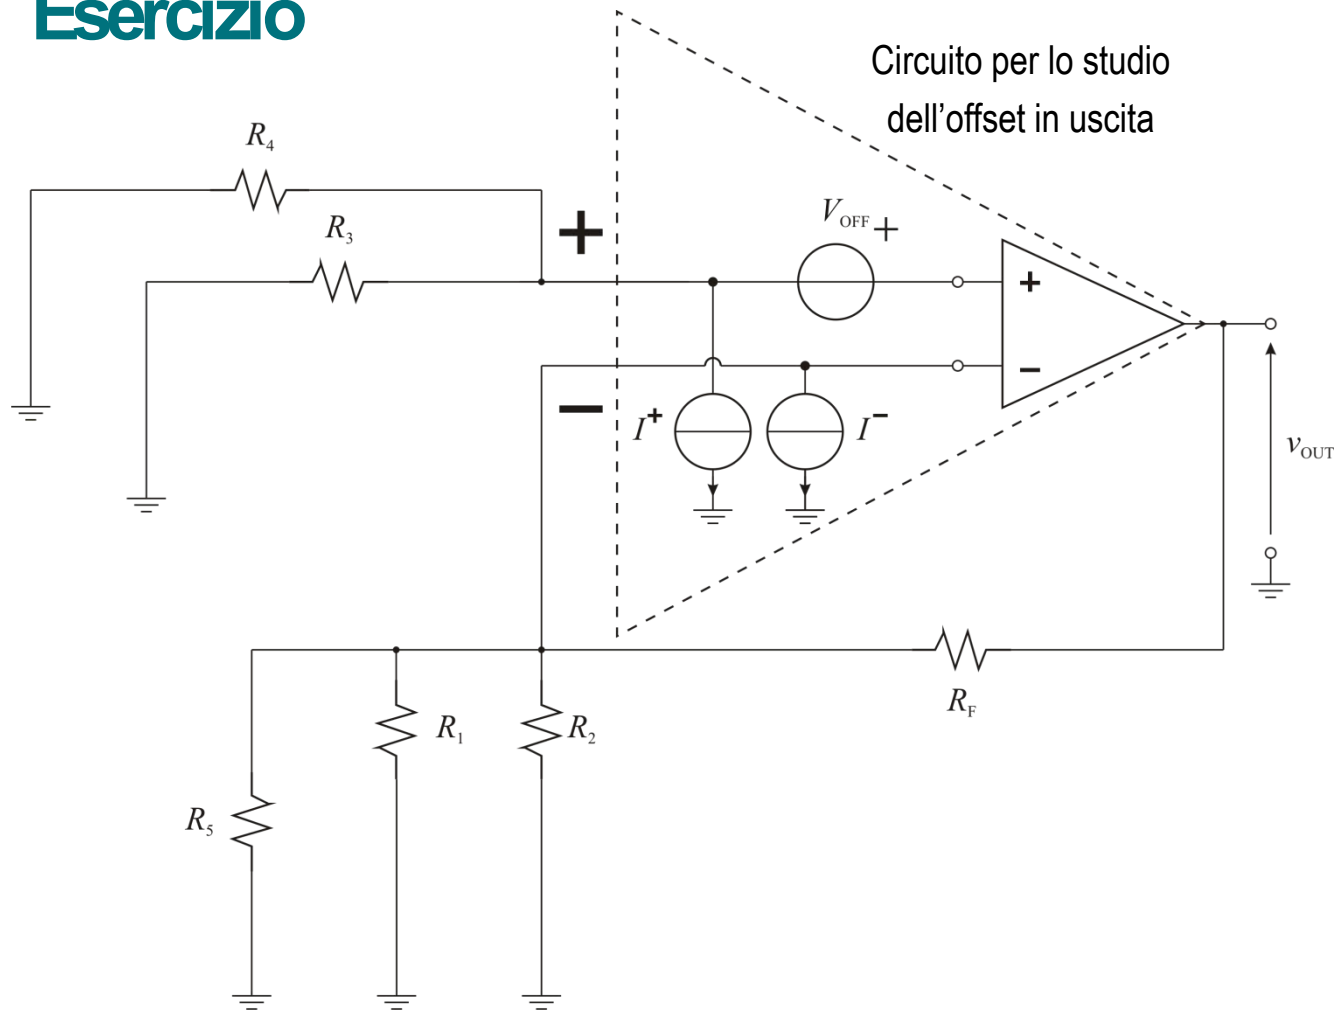 Esercizio
Circuito per lo studio
dell'offset in uscita
R4
R3
+
VOFF +
+
−
−
I+
I−
vOUT
RF
R1
R2
R5